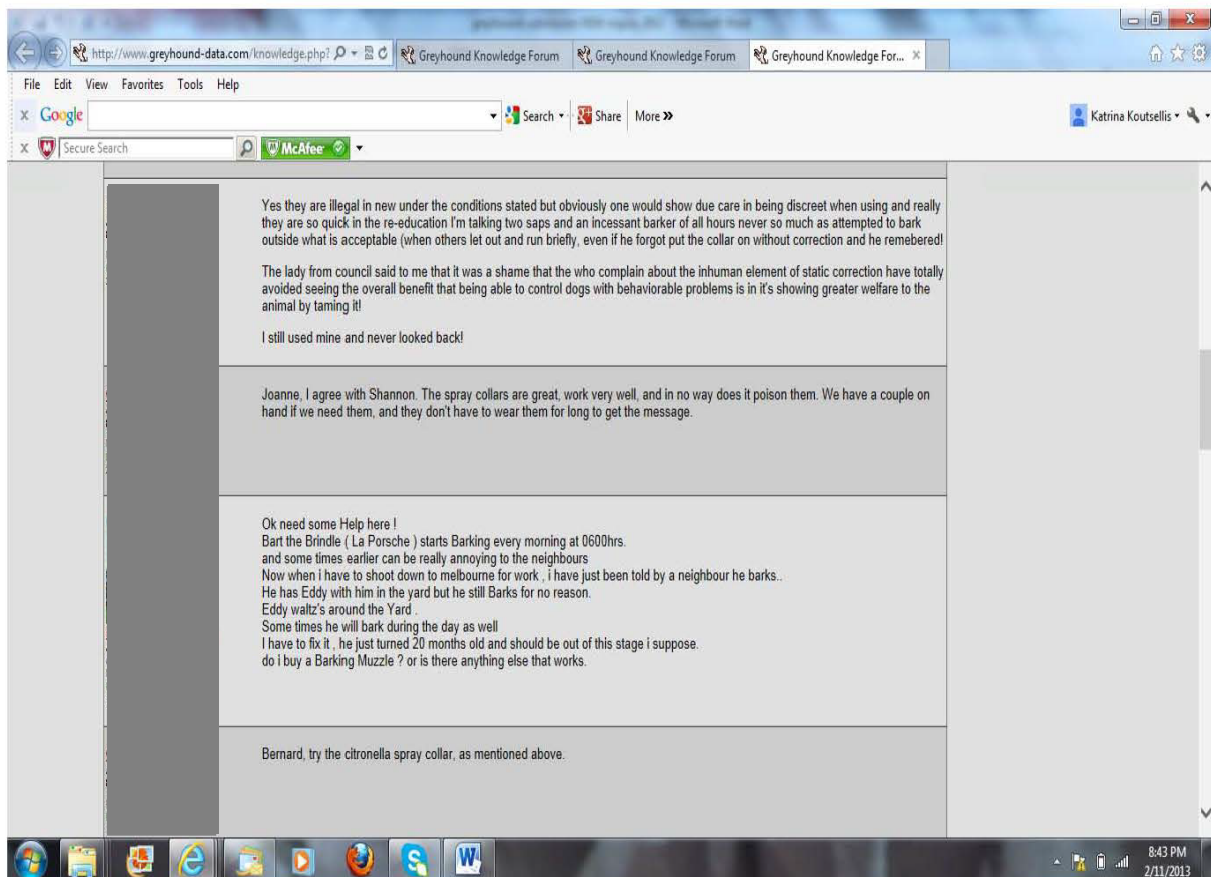 http://www.greyhound-data.com/knowledge.php?
Greyhound Knowledge Forum
Greyhound Knowledge Forum
Greyhound Knowledge For...
File Edit View Favorites Tools Help
x Google
Search
Share
More »
Katrina Koutsellis
x Secure Search
McAfee
Yes they are illegal in new under the conditions stated but obviously one would show due care in being discreet when using and really
they are so quick in the re-education I'm talking two saps and an incessant barker of all hours never so much as attempted to bark
outside what is acceptable (when others let out and run briefly, even if he forgot put the collar on without correction and he remebered!
The lady from council said to me that it was a shame that the who complain about the inhuman element of static correction have totally
avoided seeing the overall benefit that being able to control dogs with behaviorable problems is in it's showing greater welfare to the
animal by taming it!
I still used mine and never looked back!
Joanne, I agree with Shannon. The spray collars are great, work very well, and in no way does it poison them. We have a couple on
hand if we need them, and they don't have to wear them for long to get the message.
Ok need some Help here !
Bart the Brindle ( La Porsche ) starts Barking every morning at 0600hrs.
and some times earlier can be really annoying to the neighbours
Now when i have to shoot down to melbourne for work , i have just been told by a neighbour he barks..
He has Eddy with him in the yard but he still Barks for no reason.
Eddy waltz's around the Yard .
Some times he will bark during the day as well
I have to fix it , he just turned 20 months old and should be out of this stage i suppose.
do i buy a Barking Muzzle ? or is there anything else that works.
Bernard, try the citronella spray collar, as mentioned above.
8:43 PM
2/11/2013